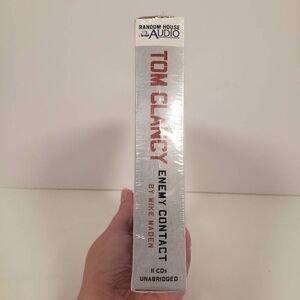 RANDOM HOUSE
AUDIO
TOM CLANCY
ENEMY CONTACT
BY MIKE MADEN
11 CDs
UNABRIDGED